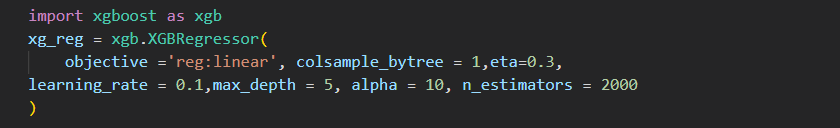 import xgboost as xgb
xg_reg = xgb.XGBRegressor(
    objective ='reg:linear', colsample_bytree = 1,eta=0.3,
learning_rate = 0.1,max_depth = 5, alpha = 10, n_estimators = 2000
)